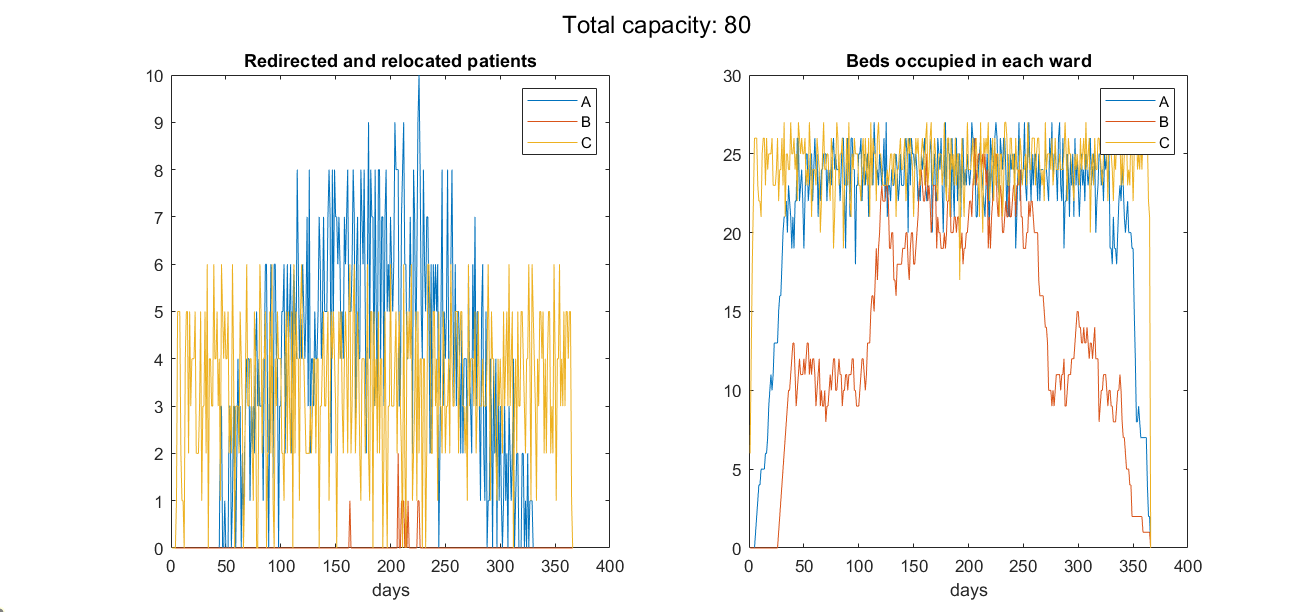 Total capacity: 80
Redirected and relocated patients
10
9
8
7
6
5
4
3
2
1
0
0 50 100 150 200 250 300 350 400
days
A
B
C
Beds occupied in each ward
30
25
20
15
10
5
0
0 50 100 150 200 250 300 350 400
days
A
B
C